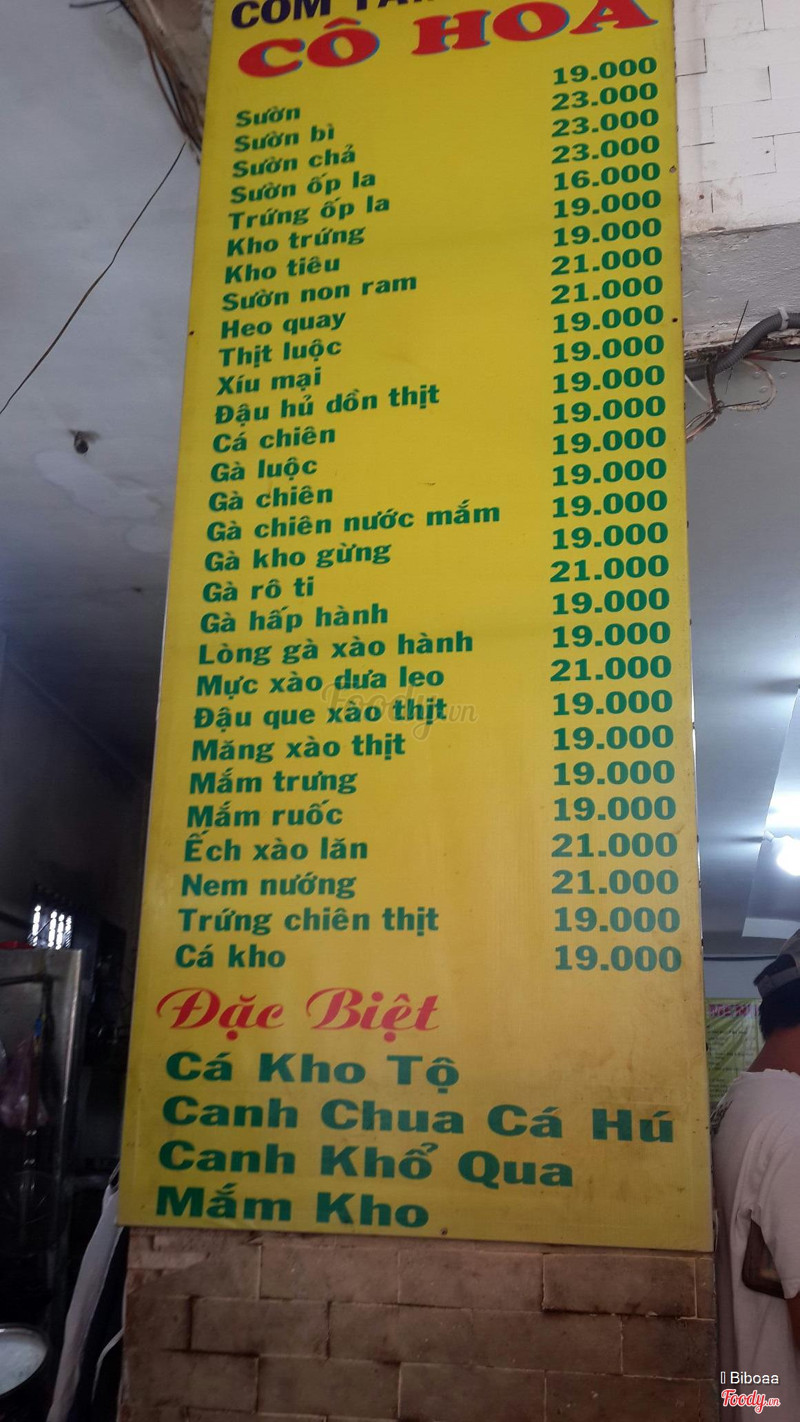 CƠM TẤM
CÔ HOA
Sườn 19.000
Sườn bì 23.000
Sườn chả 23.000
Sườn ốp la 23.000
Trứng ốp la 16.000
Kho trứng 19.000
Kho tiêu 19.000
Sườn non ram 21.000
Heo quay 21.000
Thịt luộc 19.000
Xíu mại 19.000
Đậu hủ dồn thịt 19.000
Cá chiên 19.000
Gà luộc 19.000
Gà chiên 19.000
Gà chiên nước mắm 19.000
Gà kho gừng 19.000
Gà rô ti 21.000
Gà hấp hành 19.000
Lòng gà xào hành 19.000
Mực xào dưa leo 21.000
Đậu que xào thịt 19.000
Măng xào thịt 19.000
Mắm trưng 19.000
Mắm ruốc 19.000
Ếch xào lăn 21.000
Nem nướng 21.000
Trứng chiên thịt 19.000
Cá kho 19.000
Đặc Biệt
Cá Kho Tộ
Canh Chua Cá Hú
Canh Khổ Qua
Mắm Kho
Foody.vn
MENU
Biboaa
Foody.vn